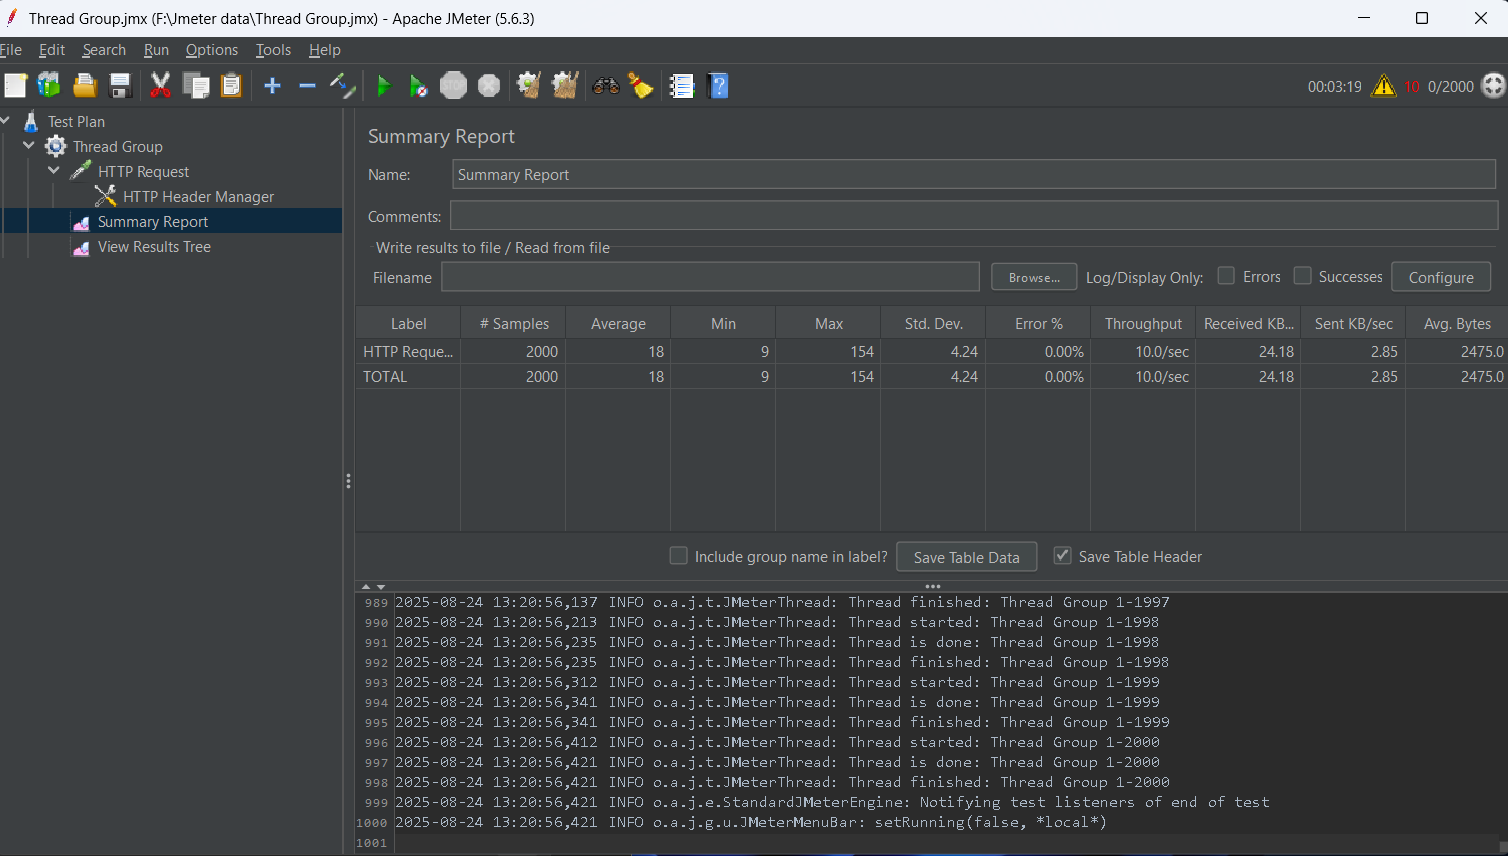 Thread Group.jmx (F:\Jmeter data\Thread Group.jmx) - Apache JMeter (5.6.3)
File Edit Search Run Options Tools Help
STOP
?
00:03:19 10 0/2000
Test Plan
Thread Group
HTTP Request
HTTP Header Manager
Summary Report
View Results Tree
Summary Report
Name: Summary Report
Comments:
Write results to file / Read from file
Filename Browse... Log/Display Only: Errors Successes Configure
Label # Samples Average Min Max Std. Dev. Error % Throughput Received KB... Sent KB/sec Avg. Bytes
HTTP Reque... 2000 18 9 154 4.24 0.00% 10.0/sec 24.18 2.85 2475.0
TOTAL 2000 18 9 154 4.24 0.00% 10.0/sec 24.18 2.85 2475.0
Include group name in label? Save Table Data Save Table Header
989 2025-08-24 13:20:56,137 INFO o.a.j.t.JMeterThread: Thread finished: Thread Group 1-1997
990 2025-08-24 13:20:56,213 INFO o.a.j.t.JMeterThread: Thread started: Thread Group 1-1998
991 2025-08-24 13:20:56,235 INFO o.a.j.t.JMeterThread: Thread is done: Thread Group 1-1998
992 2025-08-24 13:20:56,235 INFO o.a.j.t.JMeterThread: Thread finished: Thread Group 1-1998
993 2025-08-24 13:20:56,312 INFO o.a.j.t.JMeterThread: Thread started: Thread Group 1-1999
994 2025-08-24 13:20:56,341 INFO o.a.j.t.JMeterThread: Thread is done: Thread Group 1-1999
995 2025-08-24 13:20:56,341 INFO o.a.j.t.JMeterThread: Thread finished: Thread Group 1-1999
996 2025-08-24 13:20:56,412 INFO o.a.j.t.JMeterThread: Thread started: Thread Group 1-2000
997 2025-08-24 13:20:56,421 INFO o.a.j.t.JMeterThread: Thread is done: Thread Group 1-2000
998 2025-08-24 13:20:56,421 INFO o.a.j.t.JMeterThread: Thread finished: Thread Group 1-2000
999 2025-08-24 13:20:56,421 INFO o.a.j.e.StandardJMeterEngine: Notifying test listeners of end of test
1000 2025-08-24 13:20:56,421 INFO o.a.j.g.u.JMeterMenuBar: setRunning(false, *local*)
1001